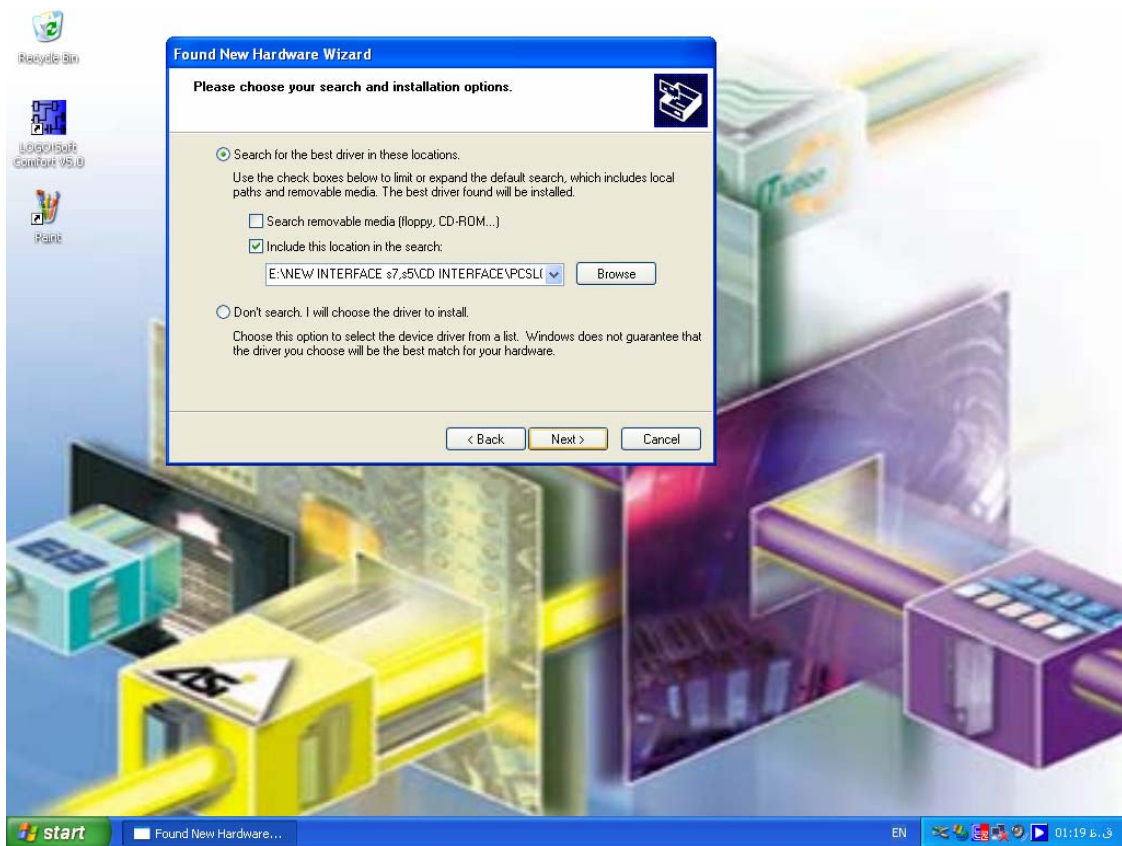 Recycle Bin
LOGO!Soft
Comfort V5.0
Paint
Found New Hardware Wizard
Please choose your search and installation options.
Search for the best driver in these locations.
Use the check boxes below to limit or expand the default search, which includes local
paths and removable media. The best driver found will be installed.
Search removable media (floppy, CD-ROM...)
Include this location in the search:
E:\NEW INTERFACE s7,s5\CD INTERFACE\PCSL(
Browse
Don't search. I will choose the driver to install.
Choose this option to select the device driver from a list. Windows does not guarantee that
the driver you choose will be the best match for your hardware.
< Back
Next >
Cancel
EIB
ASi
start
Found New Hardware...
EN
01:19 ق.ظ